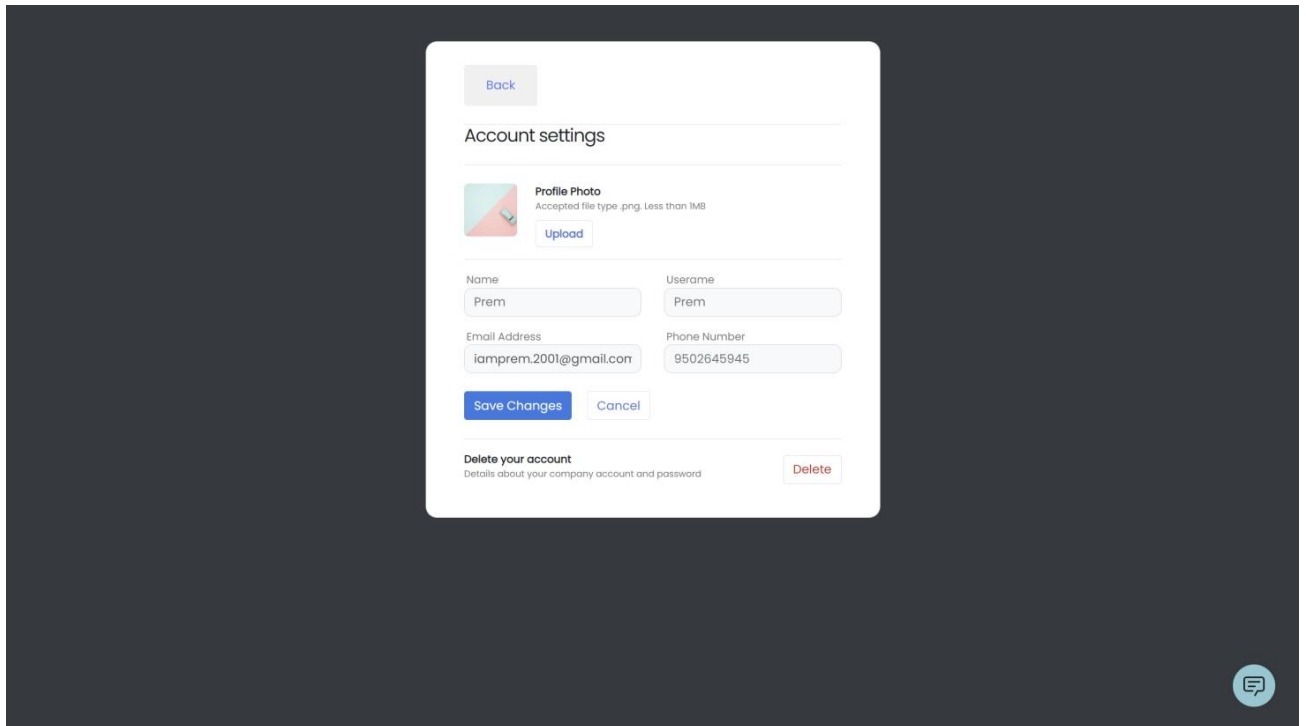 Back
Account settings
Profile Photo
Accepted file type .png. Less than 1MB
Upload
Name
Userame
Prem
Prem
Email Address
Phone Number
iamprem.2001@gmail.com
9502645945
Save Changes
Cancel
Delete your account
Details about your company account and password
Delete